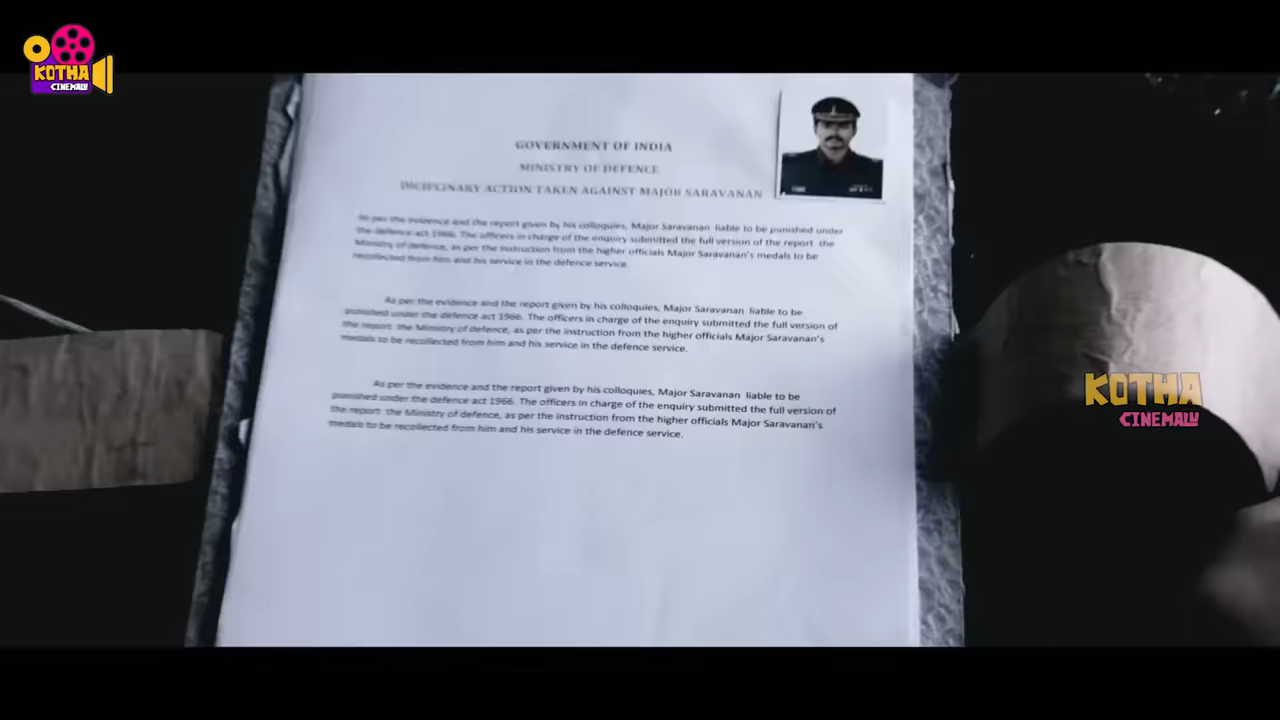 KOTHA
CINEMALU
GOVERNMENT OF INDIA
MINISTRY OF DEFENCE
ACTION TAKEN AGAINST MAJOR SARAVANAN
As per the evidence and the report given by his colloquies, Major Saravanan liable to be punished under
the defence act 1966. The officers in charge of the enquiry submitted the full version of the report the
Ministry of defence, as per the instruction from the higher officials Major Saravanan's medals to be
recollected from him and his service in the defence service.
As per the evidence and the report given by his colloquies, Major Saravanan liable to be
punished under the defence act 1966. The officers in charge of the enquiry submitted the full version of
the report the Ministry of defence, as per the instruction from the higher officials Major Saravanan's
medals to be recollected from him and his service in the defence service.
As per the evidence and the report given by his colloquies, Major Saravanan liable to be
punished under the defence act 1966. The officers in charge of the enquiry submitted the full version of
the report the Ministry of defence, as per the instruction from the higher officials Major Saravanan's
medals to be recollected from him and his service in the defence service.
KOTHA
CINEMALU